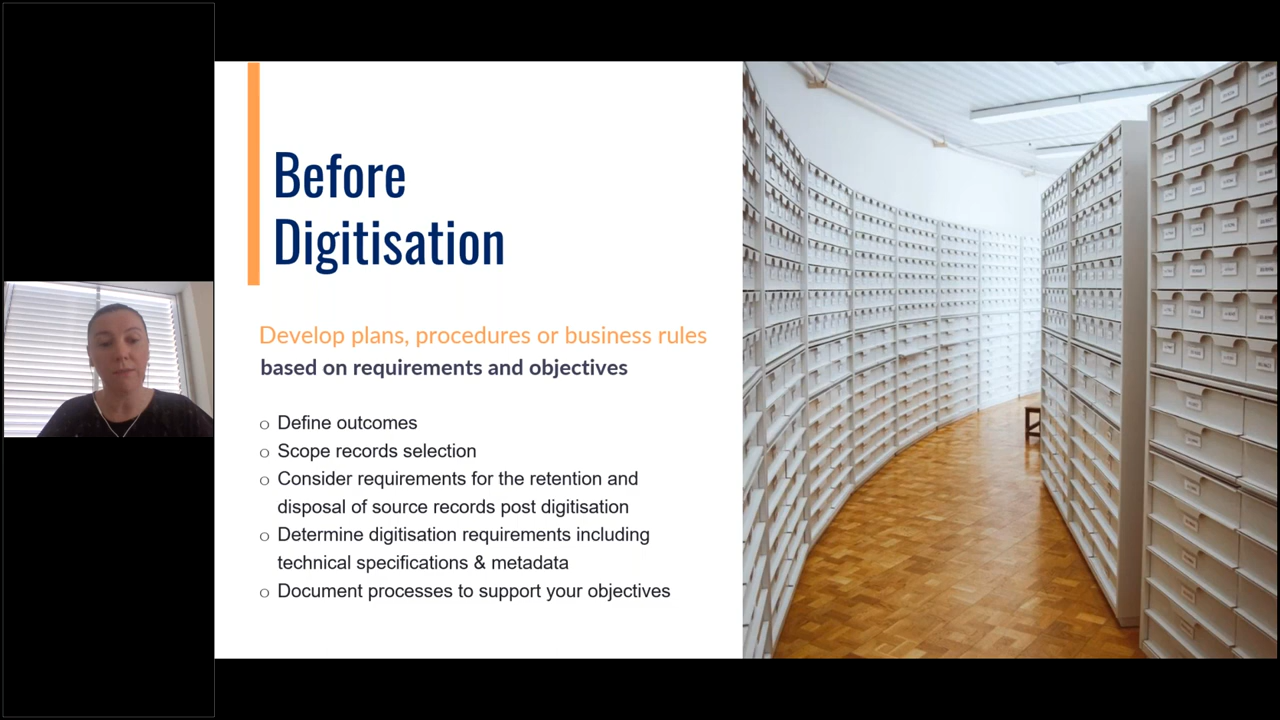 Before
Digitisation
Develop plans, procedures or business rules
based on requirements and objectives
o Define outcomes
o Scope records selection
o Consider requirements for the retention and
disposal of source records post digitisation
o Determine digitisation requirements including
technical specifications & metadata
o Document processes to support your objectives